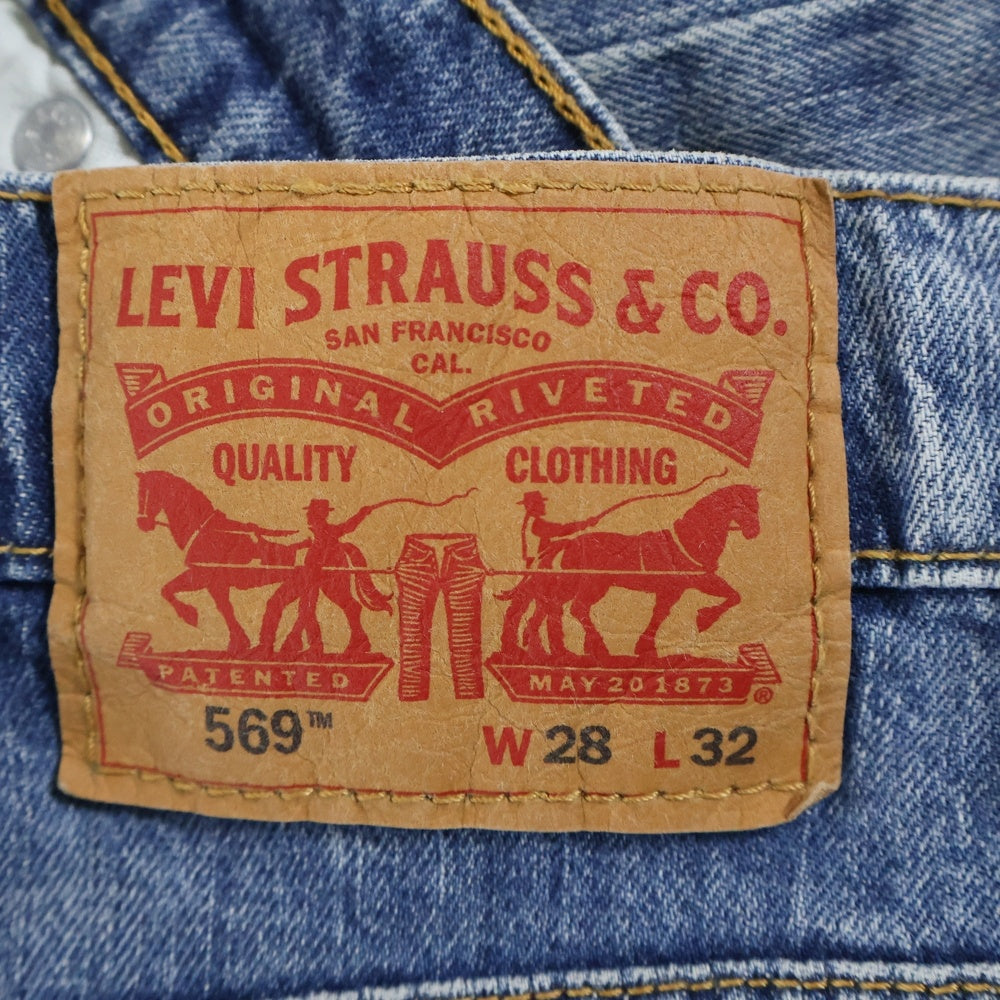 LEVI STRAUSS & CO.
SAN FRANCISCO
CAL.
ORIGINAL RIVETED
QUALITY CLOTHING
PATENTED MAY 20 1873 ®
569™ W 28 L 32